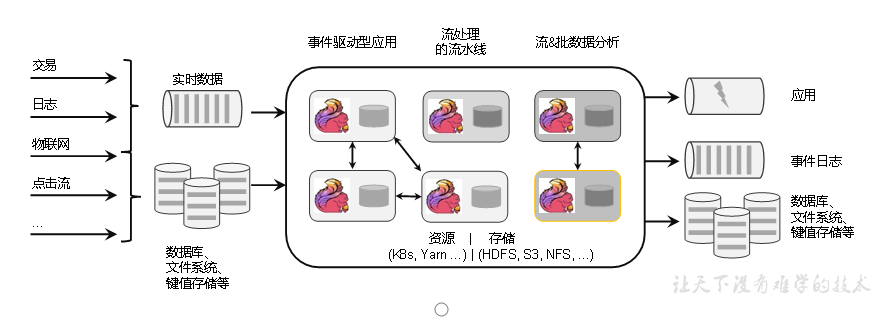 事件驱动型应用
流处理
的流水线
流&批数据分析
交易
日志
物联网
点击流
...
实时数据
数据库、
文件系统、
键值存储等
资源 | 存储
(K8s, Yarn ...) | (HDFS, S3, NFS, ...)
应用
事件日志
数据库、
文件系统、
键值存储等
让天下没有难学的技术